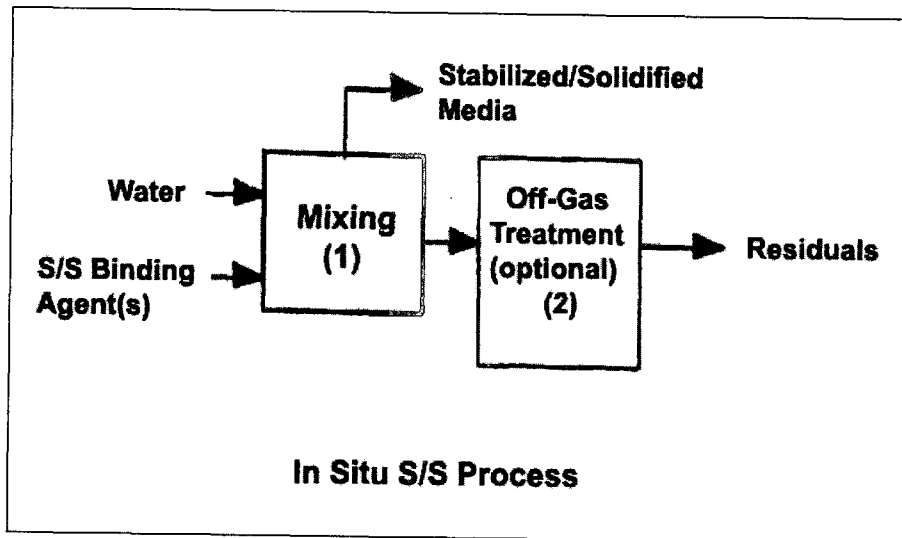 Stabilized/Solidified
Media
Water
S/S Binding
Agent(s)
Mixing
(1)
Off-Gas
Treatment
(optional)
(2)
Residuals
In Situ S/S Process